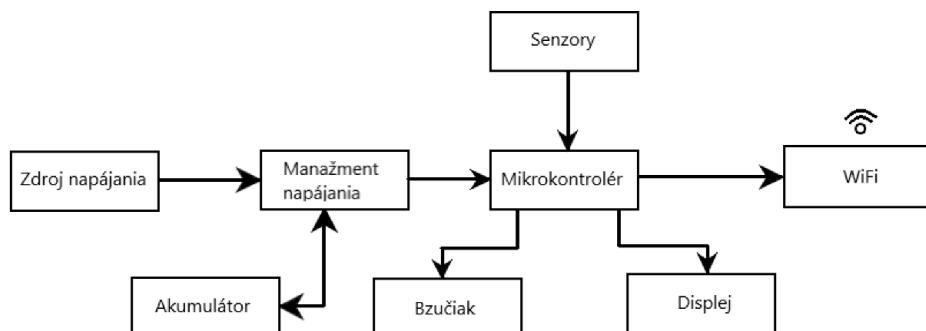 Senzory
Zdroj napájania
Manažment
napájania
Mikrokontrolér
WiFi
Akumulátor
Bzučiak
Displej